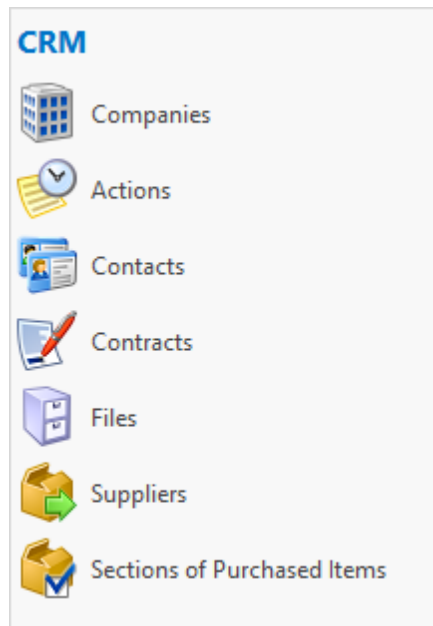 CRM
Companies
Actions
Contacts
Contracts
Files
Suppliers
Sections of Purchased Items